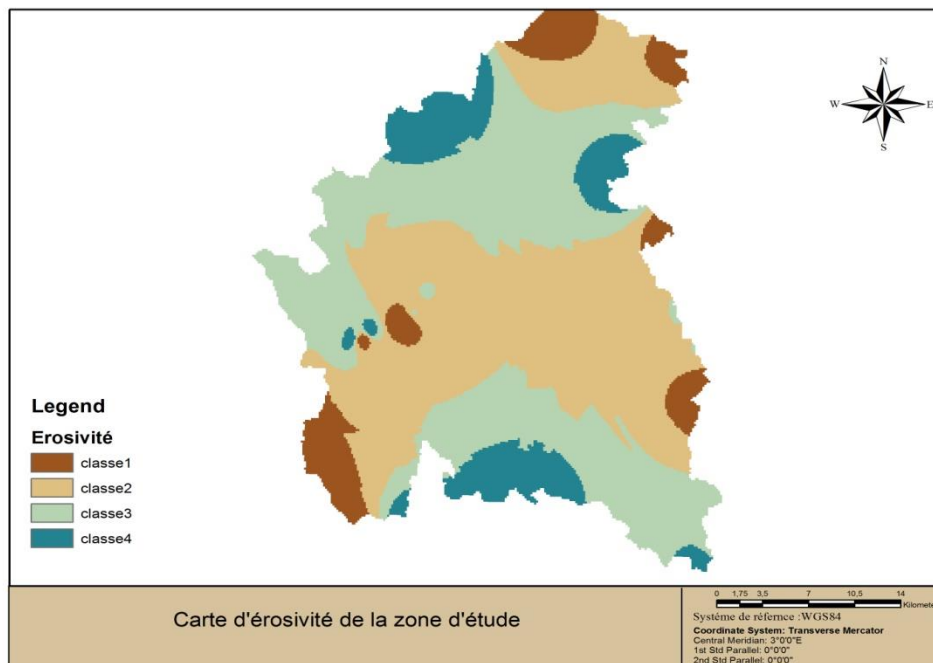 N
W E
S
Legend
Erosivité
classe1
classe2
classe3
classe4
Carte d'érosivité de la zone d'étude
0 1,75 3,5 7 10,5 14
Kilomete
Système de réfernce :WGS84
Coordinate System: Transverse Mercator
Central Meridian: 3°0'0"E
1st Std Parallel: 0°0'0"
2nd Std Parallel: 0°0'0"